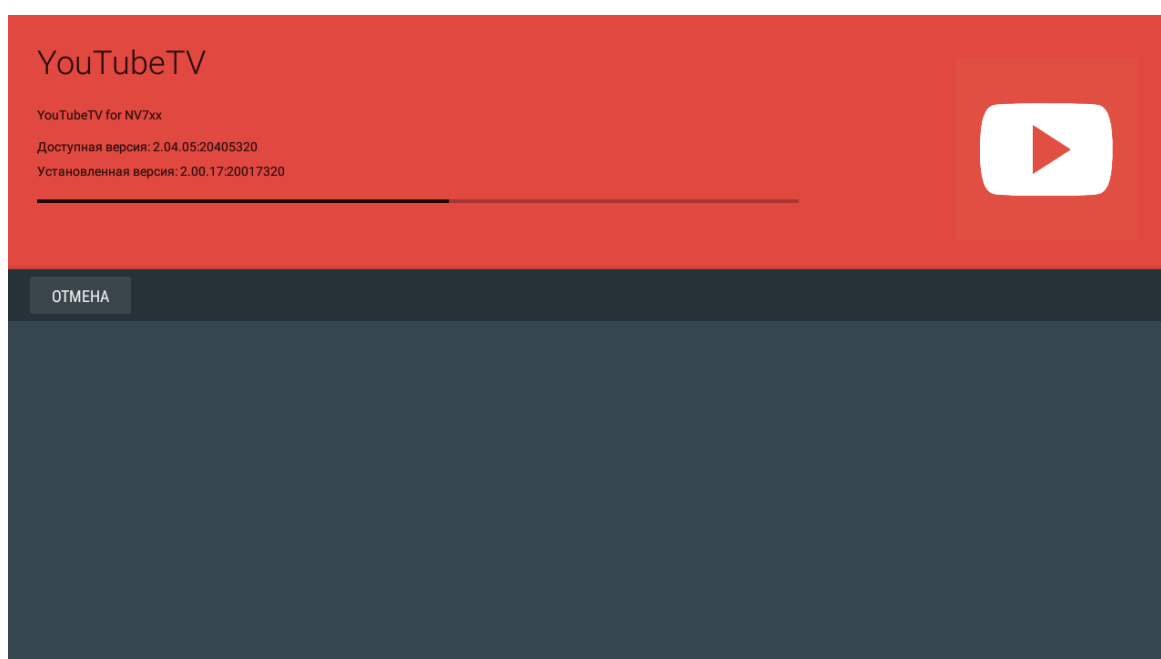 YouTubeTV
YouTubeTV for NV7xx
Доступная версия: 2.04.05:20405320
Установленная версия: 2.00.17:20017320
ОТМЕНА